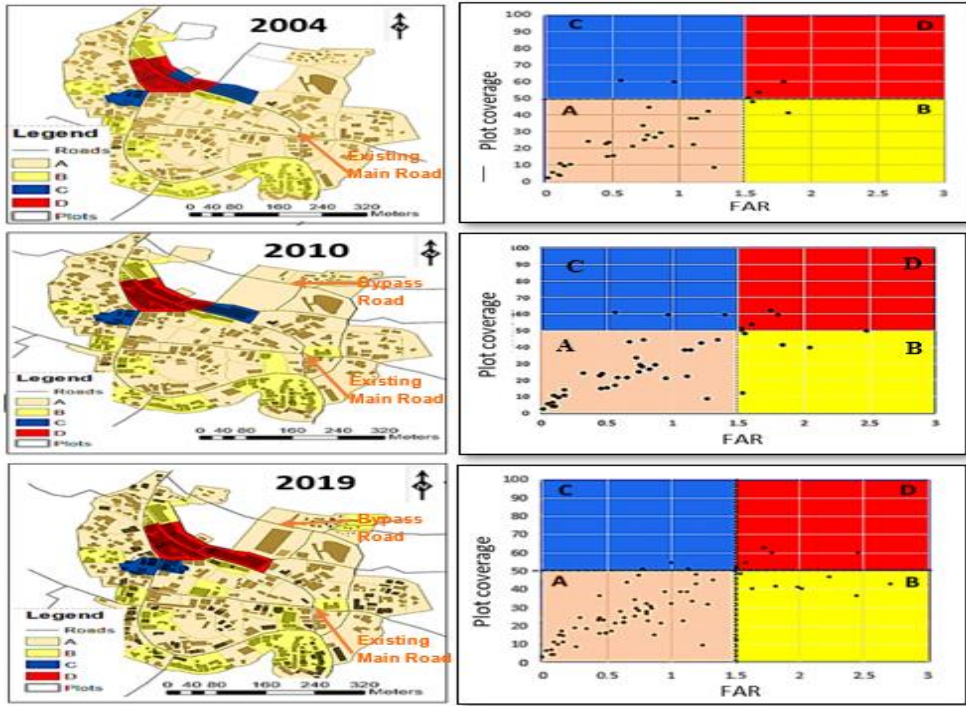 2004
Legend
Roads
A
B
C
D
Plots
Existing
Main Road
0 40 80 160 240 320
Meters
Plot coverage
100
90
80
70
60
50
40
30
20
10
0
C
D
A
B
0 0.5 1 1.5 2 2.5 3
FAR
2010
Bypass
Road
Legend
Roads
A
B
C
D
Plots
Existing
Main Road
0 40 80 160 240 320
Meters
Plot coverage
100
90
80
70
60
50
40
30
20
10
0
C
D
A
B
0 0.5 1 1.5 2 2.5 3
FAR
2019
Bypass
Road
Legend
Roads
A
B
C
D
Plots
Existing
Main Road
0 40 80 160 240 320
Meters
Plot coverage
100
90
80
70
60
50
40
30
20
10
0
C
D
A
B
0 0.5 1 1.5 2 2.5 3
FAR